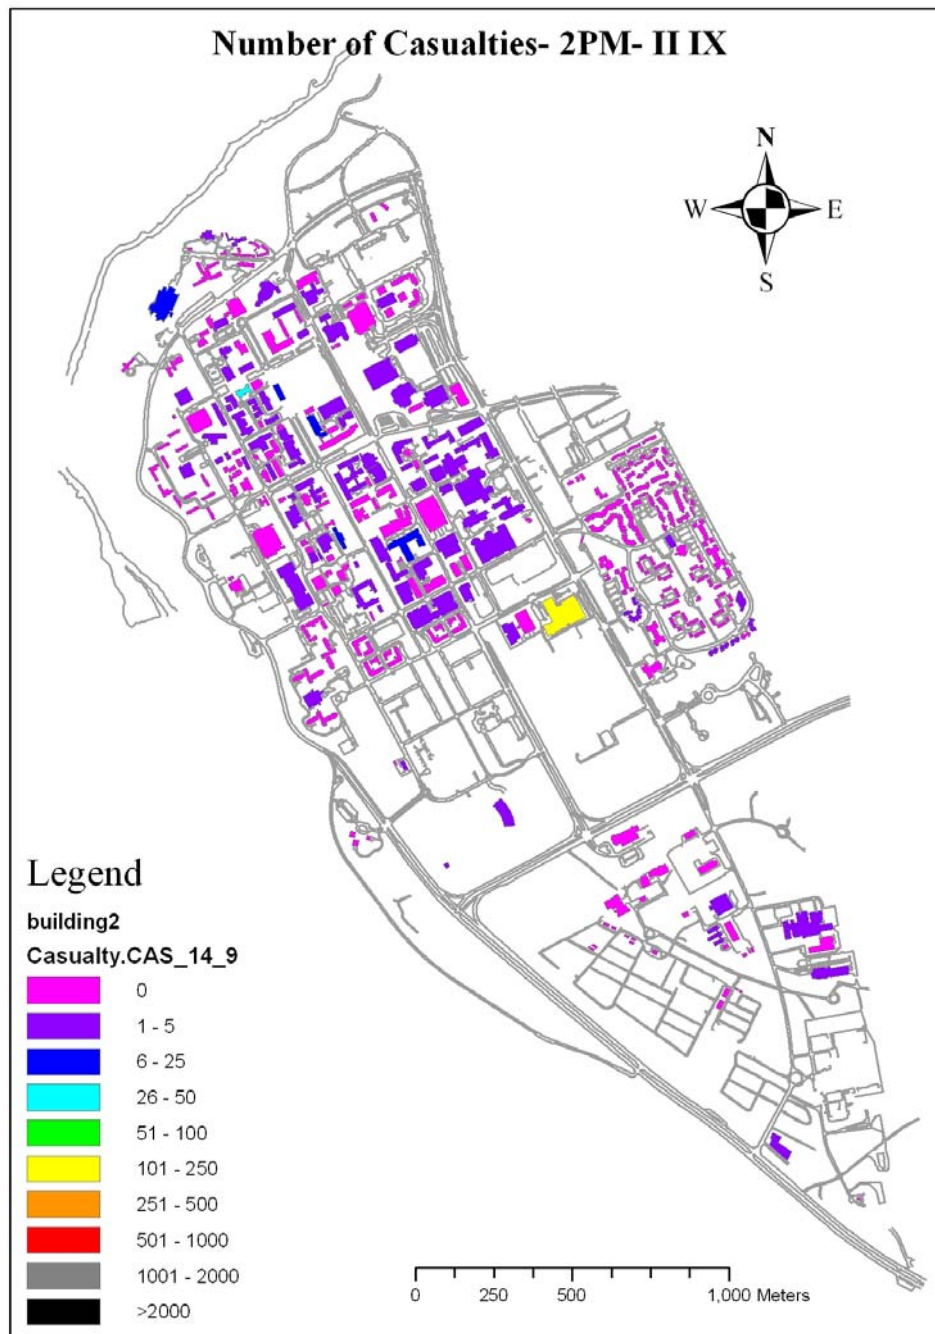 Number of Casualties- 2PM- II IX
N
W E
S
Legend
building2
Casualty.CAS_14_9
0
1 - 5
6 - 25
26 - 50
51 - 100
101 - 250
251 - 500
501 - 1000
1001 - 2000
>2000
0 250 500 1,000 Meters